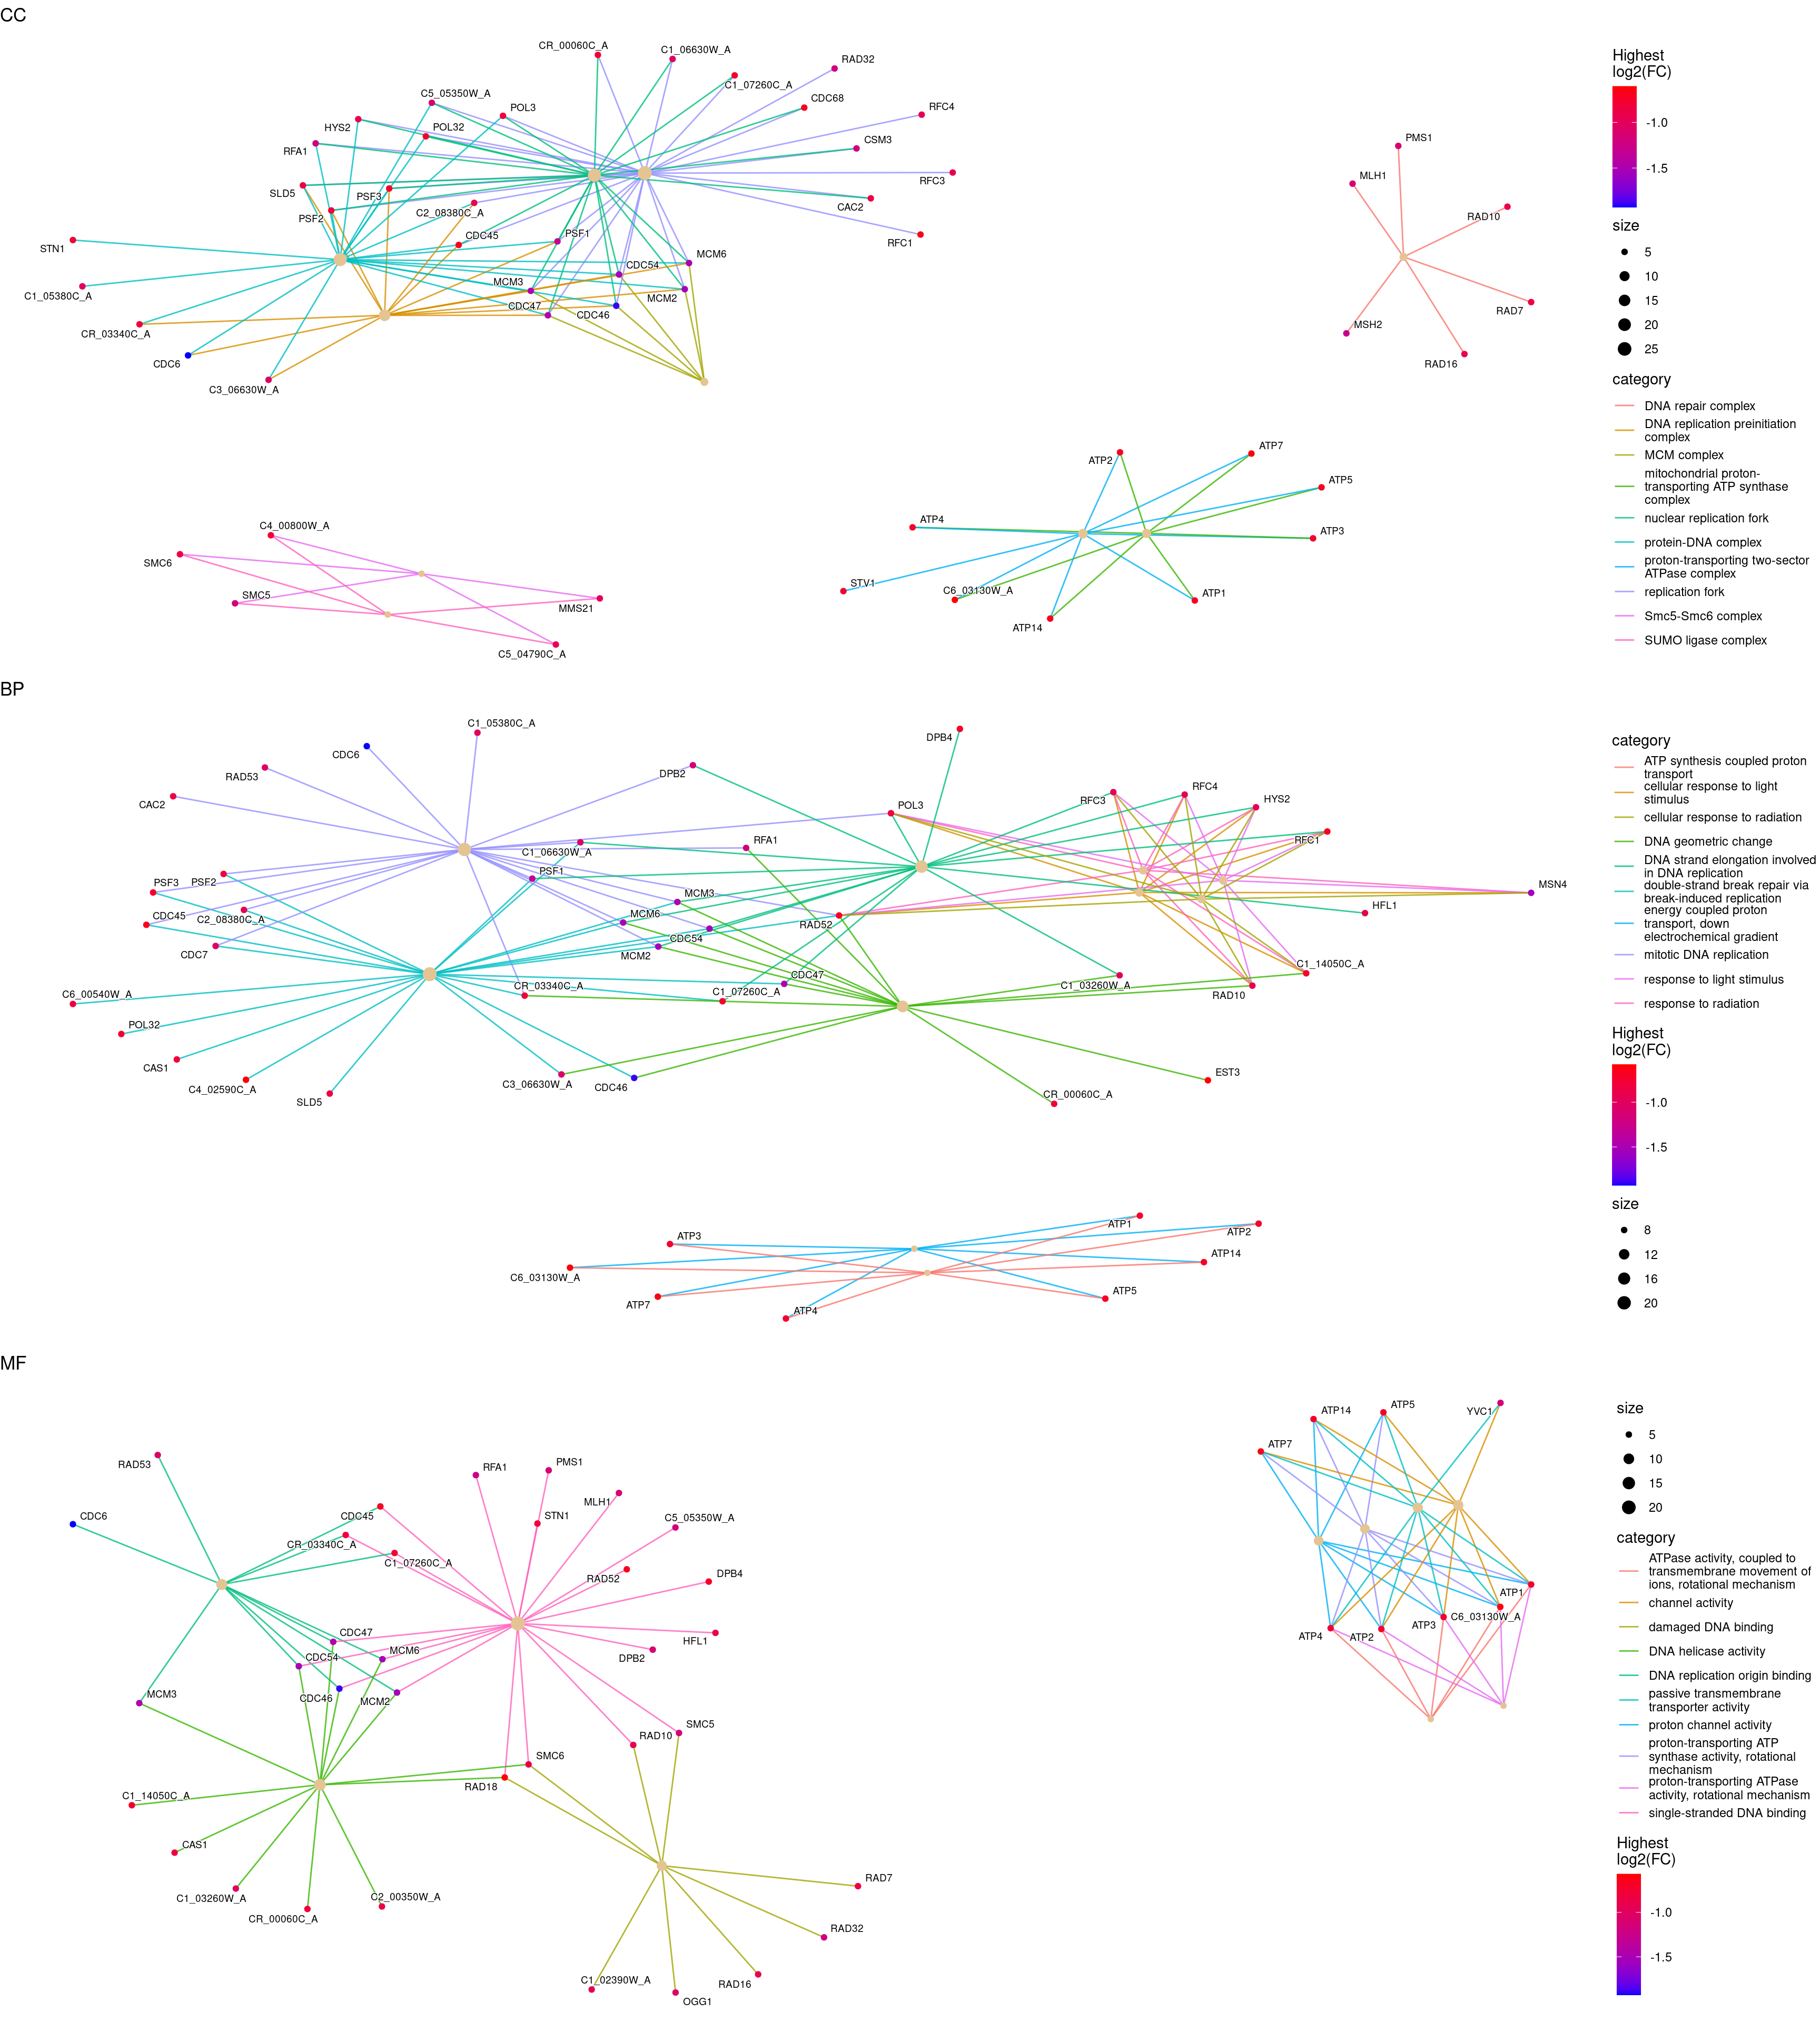 CC
CR_00060C_A
C1_06630W_A
RAD32
C1_07260C_A
C5_05350W_A
POL3
CDC68
RFC4
HYS2
POL32
CSM3
RFA1
RFC3
SLD5
PSF3
CAC2
PSF2
C2_08380C_A
CDC45
PSF1
RFC1
STN1
CDC54
MCM6
MCM3
MCM2
C1_05380C_A
CDC47
CDC46
CR_03340C_A
CDC6
C3_06630W_A
PMS1
MLH1
RAD10
RAD7
MSH2
RAD16
ATP2
ATP7
ATP5
ATP4
ATP3
STV1
C6_03130W_A
ATP1
ATP14
C4_00800W_A
SMC6
SMC5
MMS21
C5_04790C_A
Highest
log2(FC)
-1.0
-1.5
size
5
10
15
20
25
category
DNA repair complex
DNA replication preinitiation
complex
MCM complex
mitochondrial proton-
transporting ATP synthase
complex
nuclear replication fork
protein-DNA complex
proton-transporting two-sector
ATPase complex
replication fork
Smc5-Smc6 complex
SUMO ligase complex
BP
C1_05380C_A
CDC6
DPB4
RAD53
DPB2
CAC2
RFC3
RFC4
HYS2
POL3
RFC1
C1_06630W_A
RFA1
PSF1
PSF3
PSF2
MCM3
MSN4
CDC45
C2_08380C_A
MCM6
RAD52
HFL1
CDC7
CDC54
MCM2
CDC47
C1_14050C_A
C6_00540W_A
CR_03340C_A
C1_07260C_A
C1_03260W_A
RAD10
POL32
CAS1
C4_02590C_A
SLD5
C3_06630W_A
CDC46
EST3
CR_00060C_A
ATP3
ATP1
ATP2
ATP14
C6_03130W_A
ATP7
ATP4
ATP5
category
ATP synthesis coupled proton
transport
cellular response to light
stimulus
cellular response to radiation
DNA geometric change
DNA strand elongation involved
in DNA replication
double-strand break repair via
break-induced replication
energy coupled proton
transport, down
electrochemical gradient
mitotic DNA replication
response to light stimulus
response to radiation
Highest
log2(FC)
-1.0
-1.5
size
8
12
16
20
MF
RAD53
RFA1
PMS1
MLH1
CDC6
CDC45
STN1
C5_05350W_A
CR_03340C_A
C1_07260C_A
RAD52
DPB4
CDC47
HFL1
CDC54
MCM6
DPB2
MCM3
CDC46
MCM2
RAD10
SMC5
SMC6
RAD18
C1_14050C_A
CAS1
C1_03260W_A
CR_00060C_A
C2_00350W_A
RAD7
RAD32
C1_02390W_A
RAD16
OGG1
ATP14
ATP5
YVC1
ATP7
ATP1
C6_03130W_A
ATP4
ATP2
ATP3
size
5
10
15
20
category
ATPase activity, coupled to
transmembrane movement of
ions, rotational mechanism
channel activity
damaged DNA binding
DNA helicase activity
DNA replication origin binding
passive transmembrane
transporter activity
proton channel activity
proton-transporting ATP
synthase activity, rotational
mechanism
proton-transporting ATPase
activity, rotational mechanism
single-stranded DNA binding
Highest
log2(FC)
-1.0
-1.5